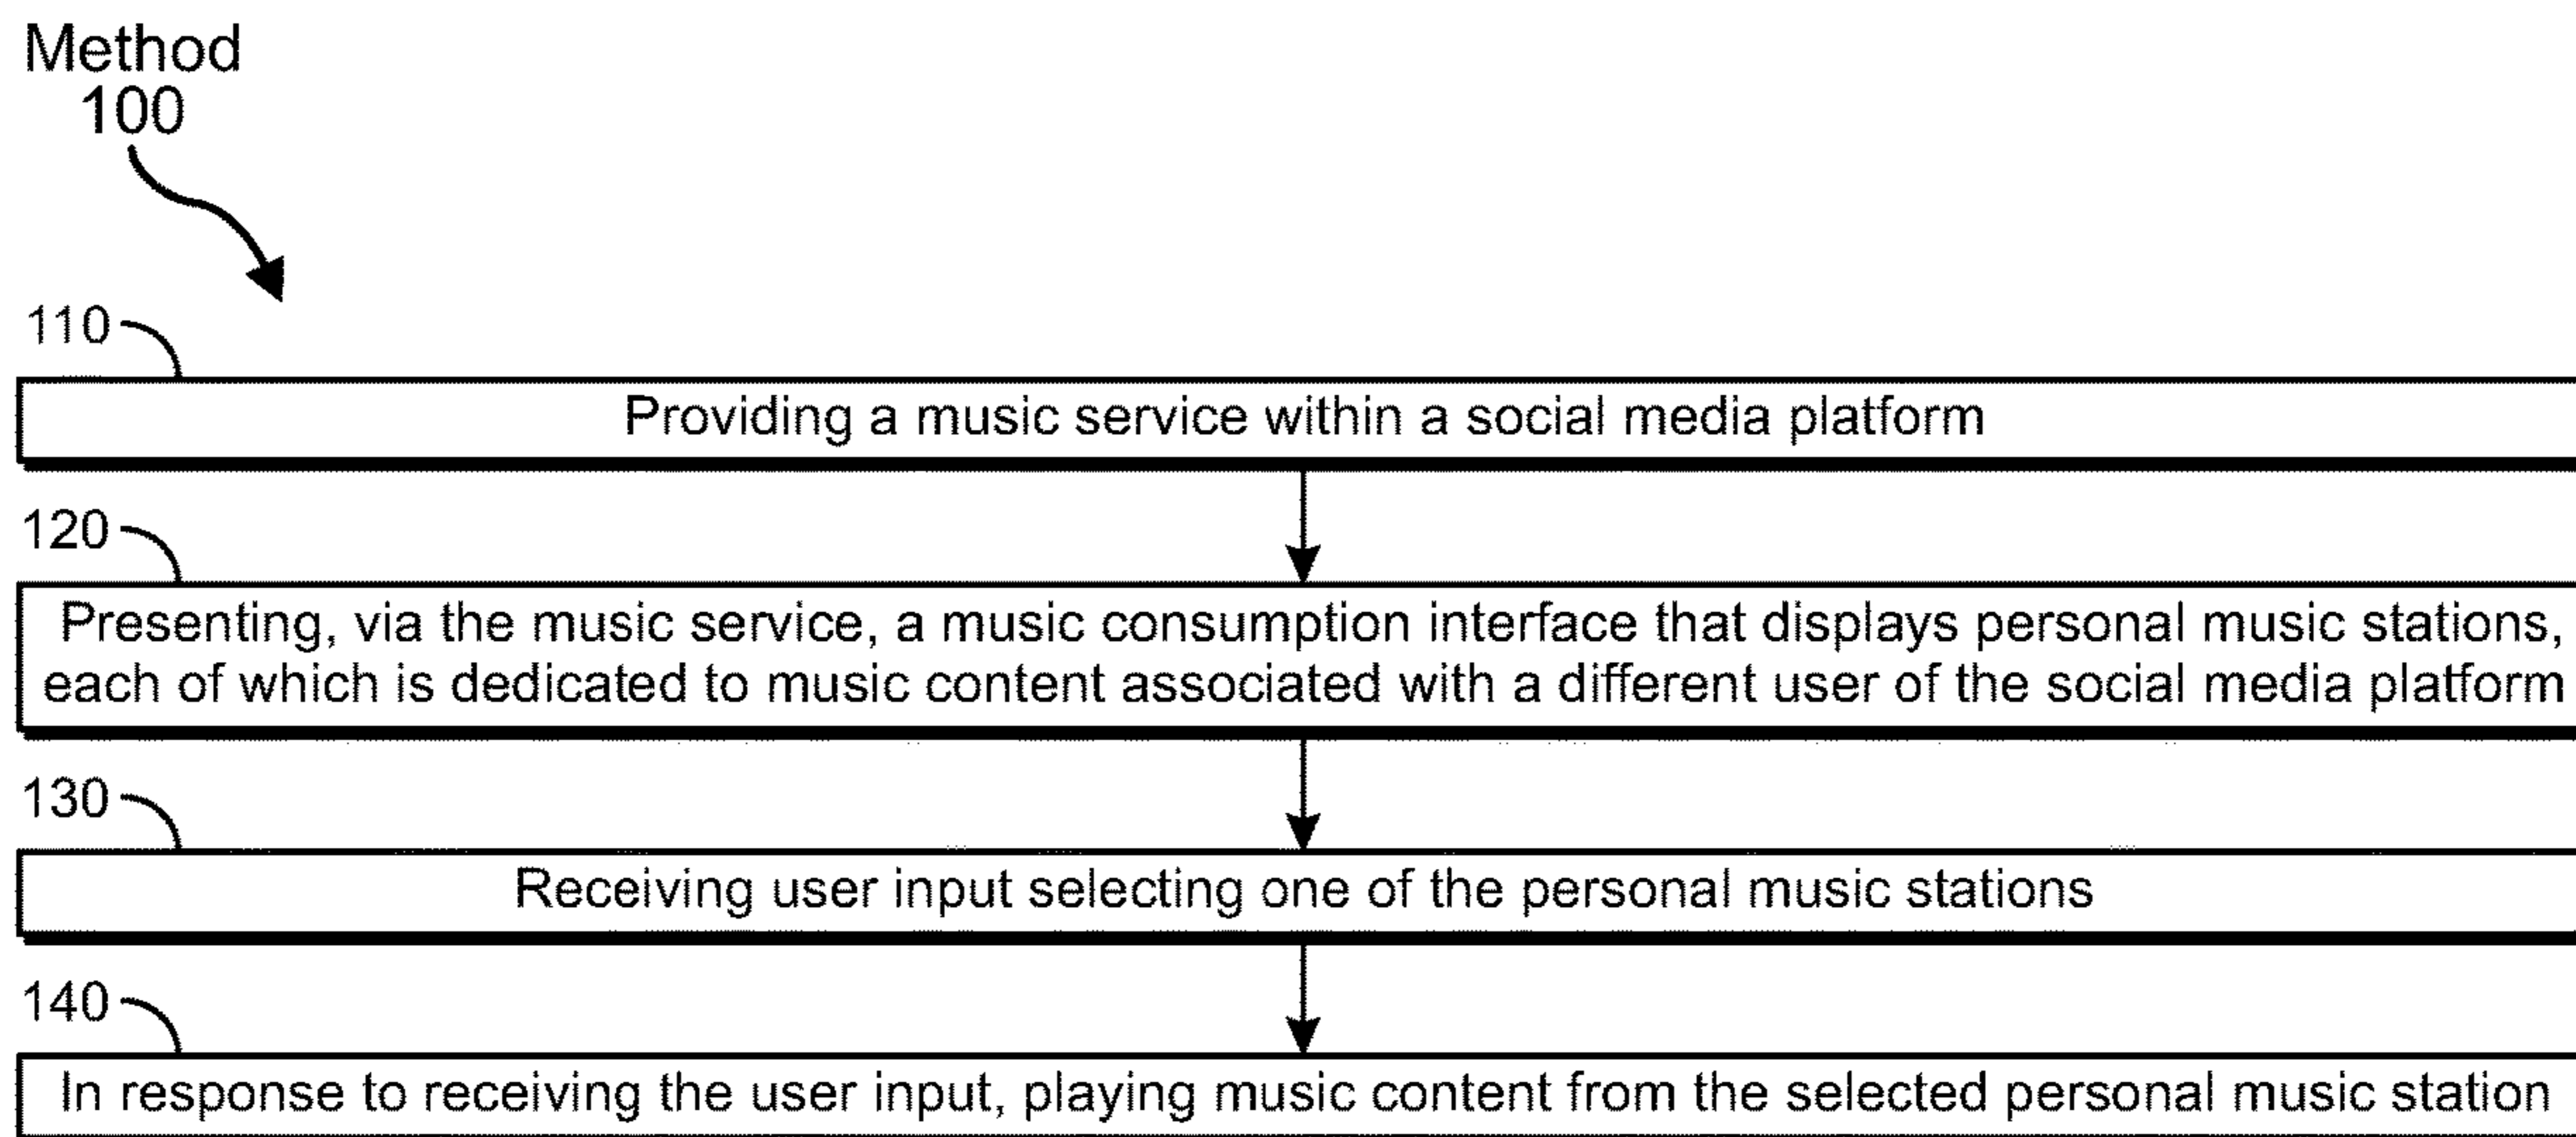 Method
100
110
Providing a music service within a social media platform
120
Presenting, via the music service, a music consumption interface that displays personal music stations,
each of which is dedicated to music content associated with a different user of the social media platform
130
Receiving user input selecting one of the personal music stations
140
In response to receiving the user input, playing music content from the selected personal music station